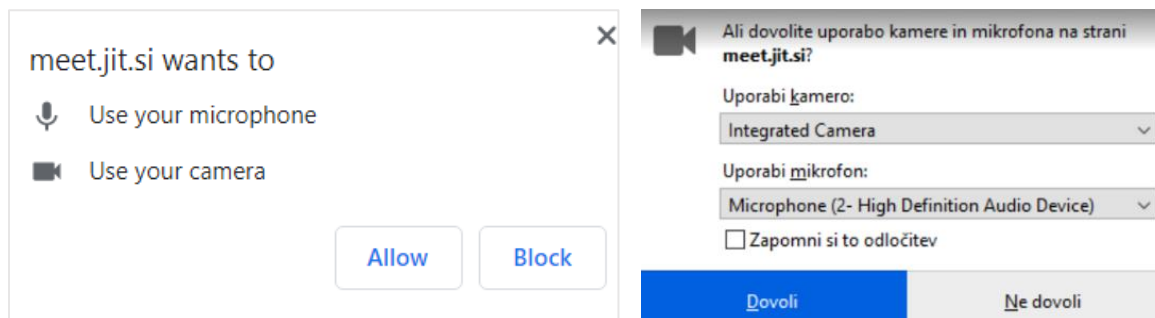 meet.jit.si wants to
Use your microphone
Use your camera
Allow
Block
Ali dovolite uporabo kamere in mikrofona na strani
meet.jit.si?
Uporabi kamero:
Integrated Camera
Uporabi mikrofon:
Microphone (2- High Definition Audio Device)
Zapomni si to odločitev
Dovoli
Ne dovoli